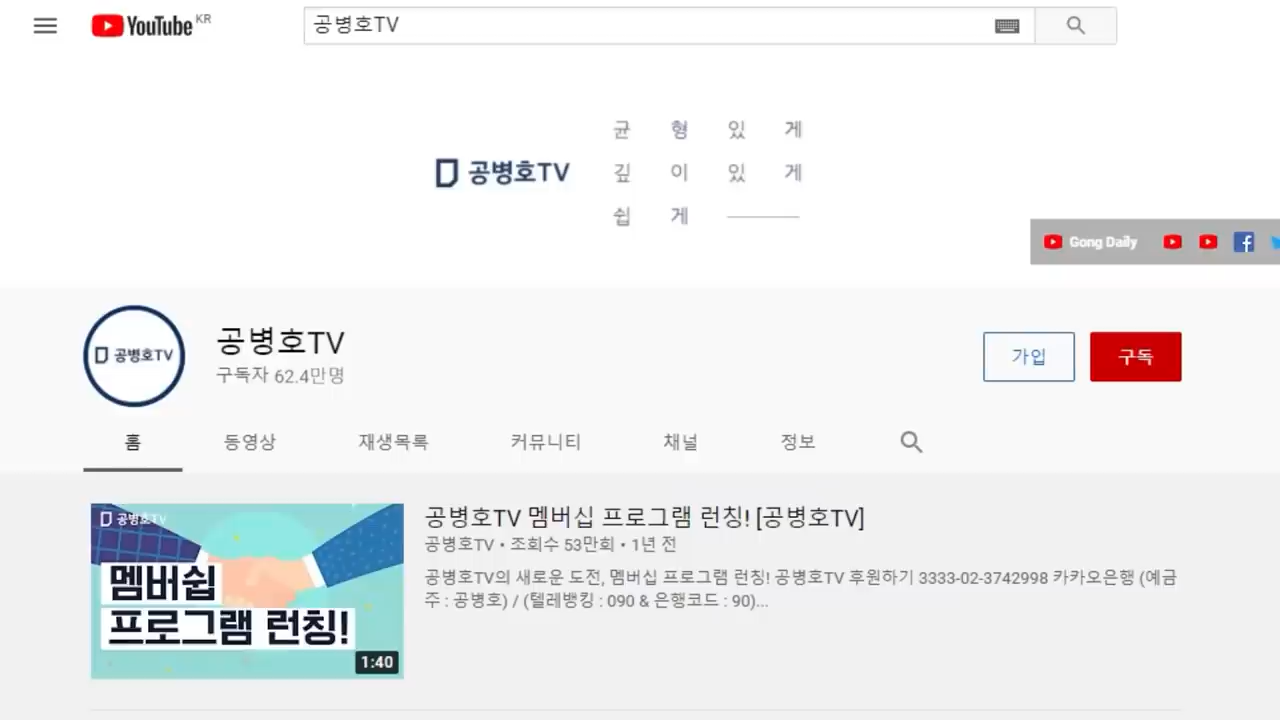 YouTube KR
공병호TV
균형있게
공병호TV
깊이있게
쉽게
Gong Daily
공병호TV
공병호TV
구독자 62.4만명
가입
구독
홈
동영상
재생목록
커뮤니티
채널
정보
공병호TV
멤버쉽
프로그램 런칭!
1:40
공병호TV 멤버십 프로그램 런칭! [공병호TV]
공병호TV • 조회수 53만회 • 1년 전
공병호TV의 새로운 도전, 멤버십 프로그램 런칭! 공병호TV 후원하기 3333-02-3742998 카카오은행 (예금
주 : 공병호) / (텔레뱅킹 : 090 & 은행코드 : 90)...